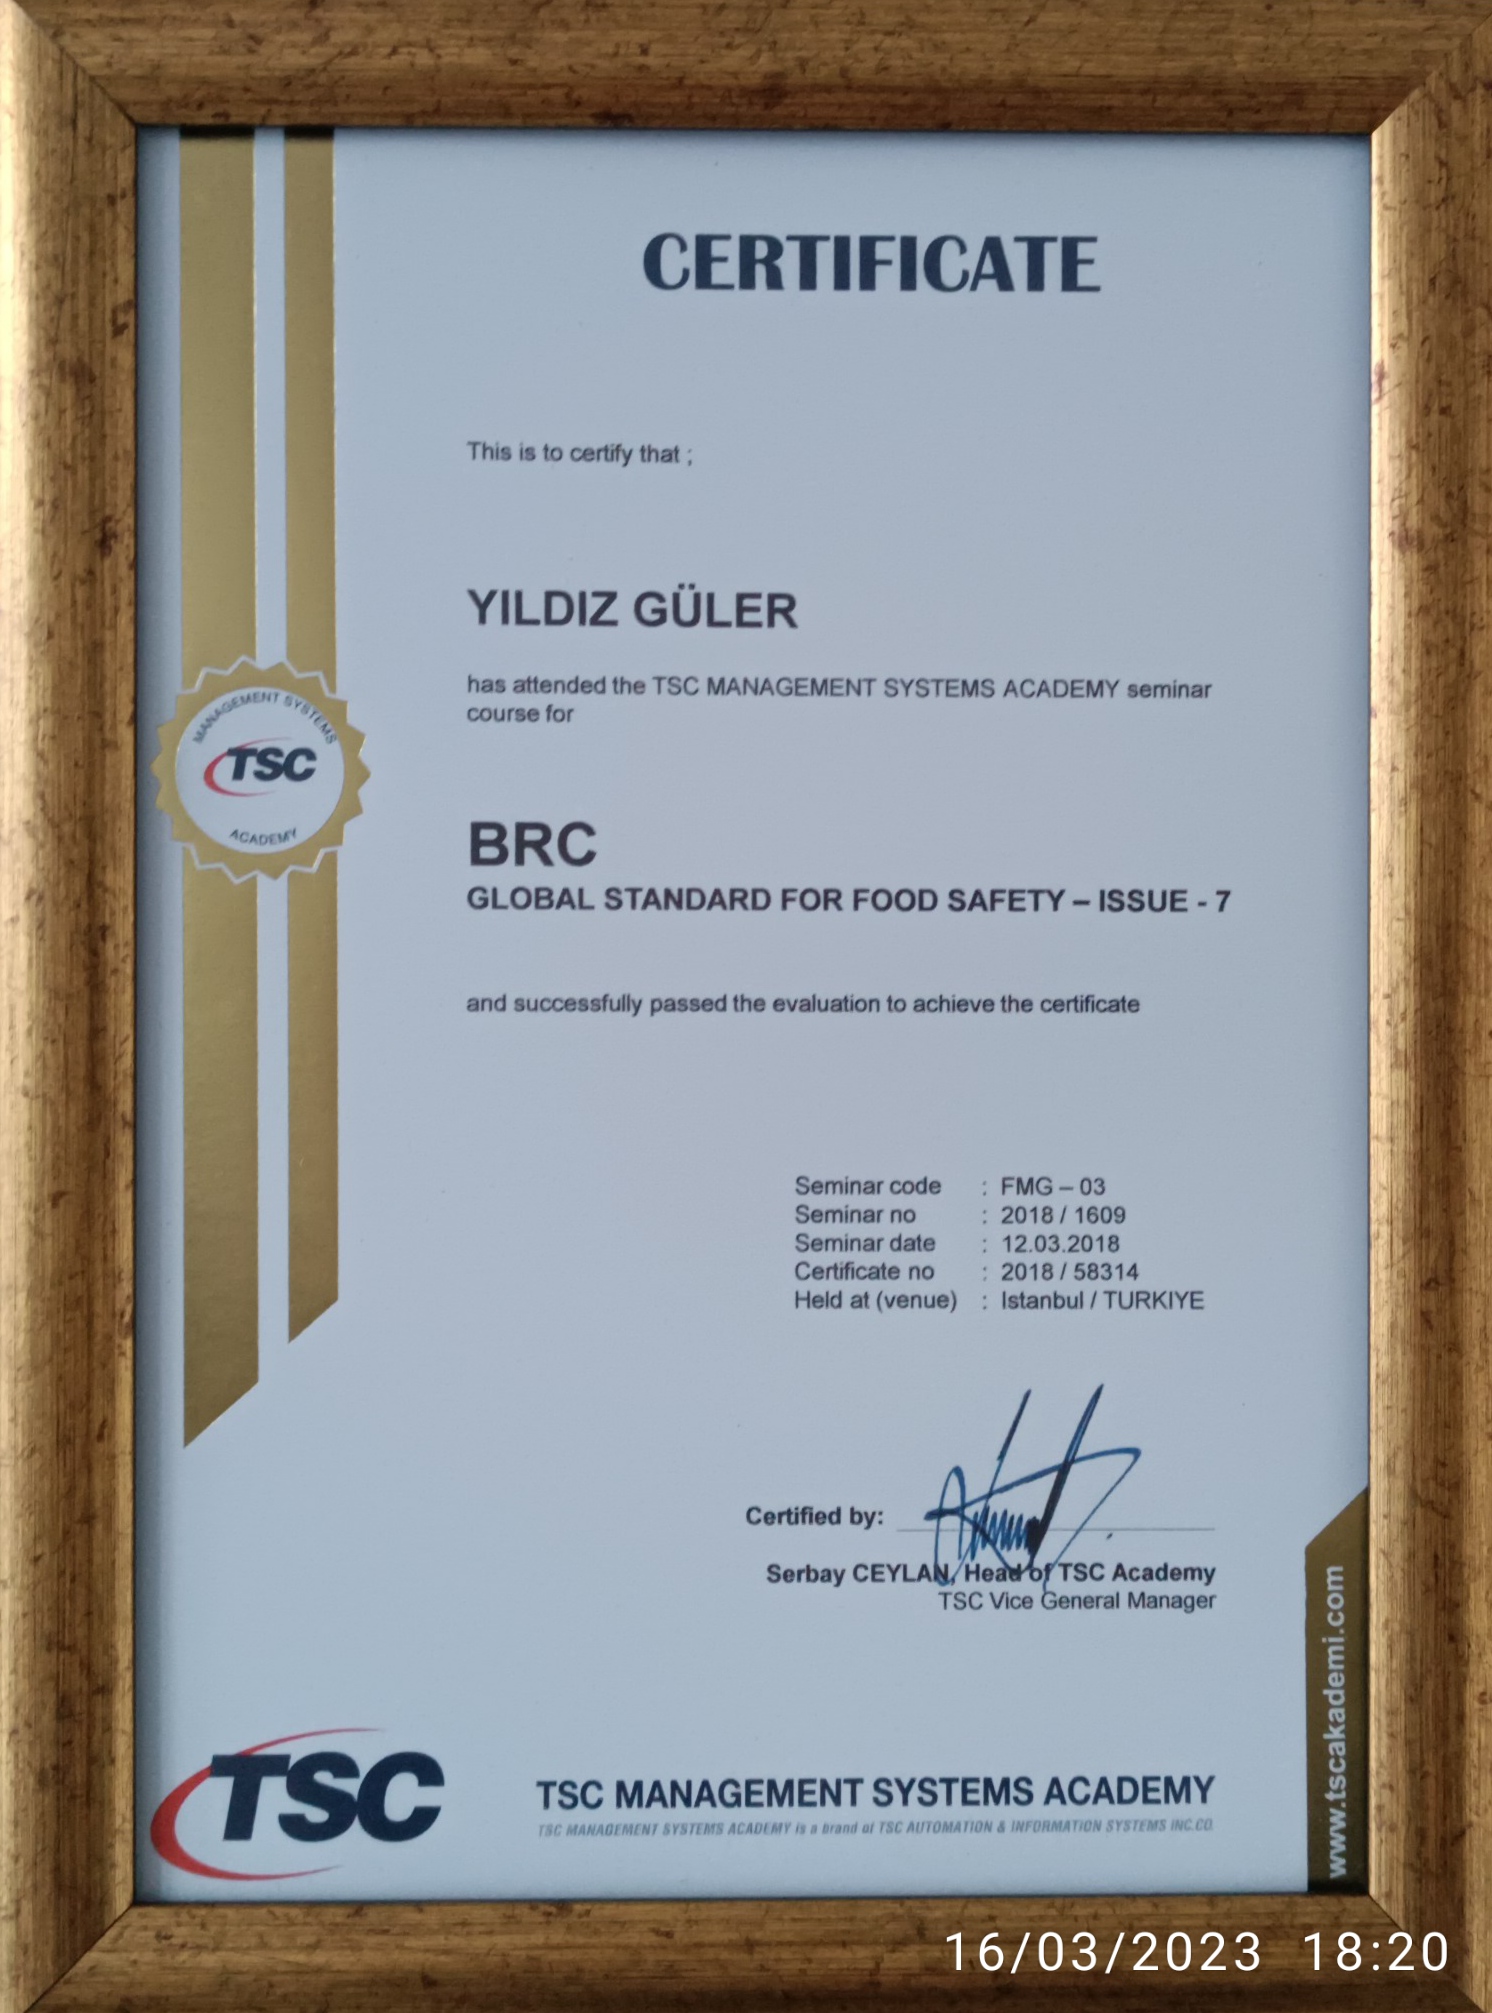 CERTIFICATE
This is to certify that ;
YILDIZ GÜLER
has attended the TSC MANAGEMENT SYSTEMS ACADEMY seminar
course for
MANAGEMENT SYSTEMS
TSC
ACADEMY
BRC
GLOBAL STANDARD FOR FOOD SAFETY – ISSUE - 7
and successfully passed the evaluation to achieve the certificate
Seminar code : FMG – 03
Seminar no : 2018 / 1609
Seminar date : 12.03.2018
Certificate no : 2018 / 58314
Held at (venue) : Istanbul / TURKIYE
Certified by:
Serbay CEYLAN, Head of TSC Academy
TSC Vice General Manager
www.tscakademi.com
TSC
TSC MANAGEMENT SYSTEMS ACADEMY
TSC MANAGEMENT SYSTEMS ACADEMY is a brand of TSC AUTOMATION & INFORMATION SYSTEMS INC.CO.
16/03/2023 18:20